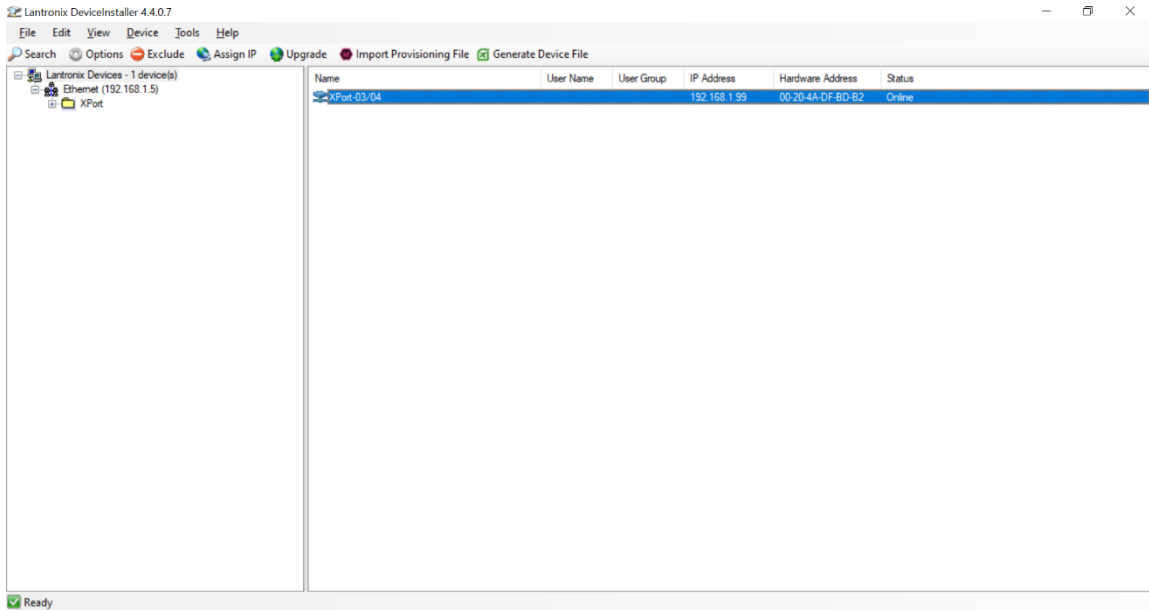 Lantronix DeviceInstaller 4.4.0.7
File Edit View Device Tools Help
Search Options Exclude Assign IP Upgrade Import Provisioning File Generate Device File
Lantronix Devices - 1 device(s)
Ethernet (192.168.1.5)
XPort
Name User Name User Group IP Address Hardware Address Status
XPort-03/04 192.168.1.99 00-20-4A-DF-BD-B2 Online
Ready